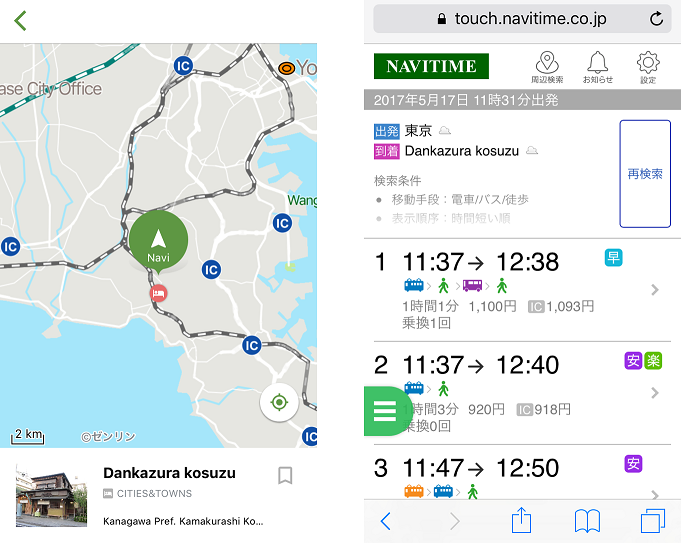 IC
Yo
ase City Office
Wang
IC
IC
Navi
IC
IC
IC
2 km
©ゼンリン
Dankazura kosuzu
CITIES&TOWNS
Kanagawa Pref. Kamakurashi Ko...
touch.navitime.co.jp
NAVITIME
周辺検索
お知らせ
設定
2017年5月17日 11時31分出発
出発 東京
到着 Dankazura kosuzu
再検索
検索条件
• 移動手段：電車/バス/徒歩
• 表示順序：時間短い順
1 11:37→ 12:38 早
1時間1分 1,100円 IC1,093円
乗換1回
2 11:37→ 12:40 安 楽
1時間3分 920円 IC918円
乗換0回
3 11:47→ 12:50 安